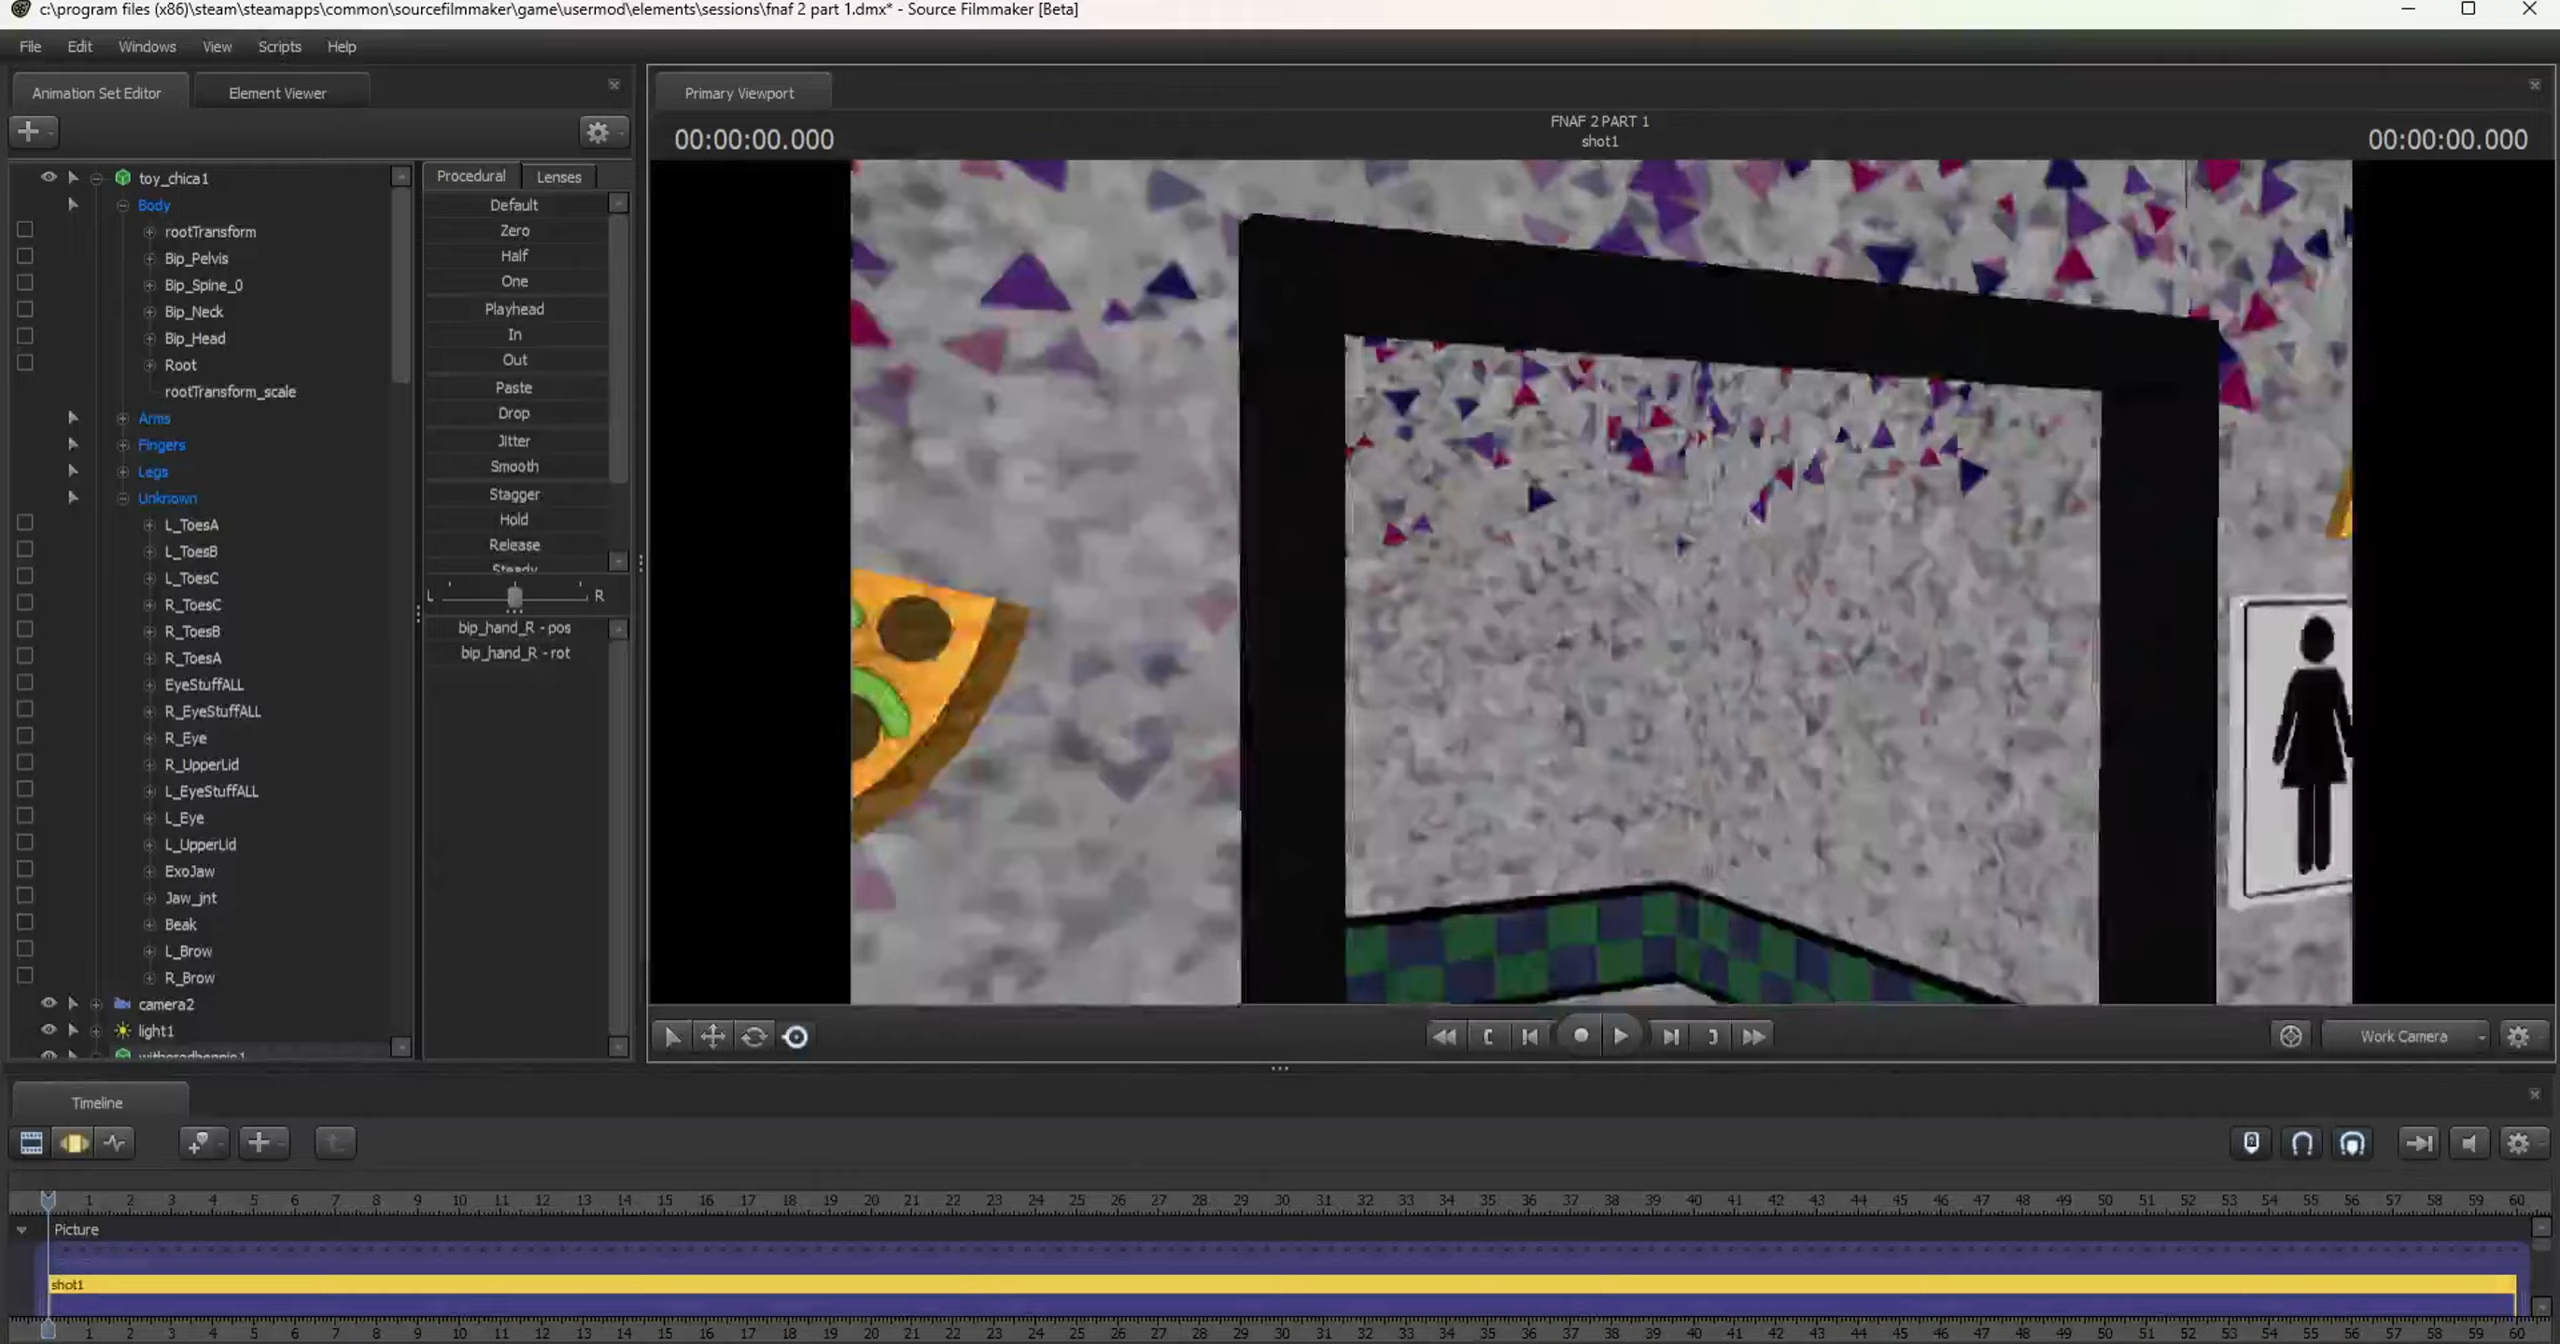 c:\program files (x86)\steam\steamapps\common\sourcefilmmaker\game\usermod\elements\sessions\fnaf 2 part 1.dmx* - Source Filmmaker [Beta]
File Edit Windows View Scripts Help
Animation Set Editor
Element Viewer
toy_chica1
Body
rootTransform
Bip_Pelvis
Bip_Spine_0
Bip_Neck
Bip_Head
Root
rootTransform_scale
Arms
Fingers
Legs
Unknown
L_ToesA
L_ToesB
L_ToesC
R_ToesC
R_ToesB
R_ToesA
EyeStuffALL
R_EyeStuffALL
R_Eye
R_UpperLid
L_EyeStuffALL
L_Eye
L_UpperLid
ExoJaw
Jaw_jnt
Beak
L_Brow
R_Brow
camera2
light1
Procedural Lenses
Default
Zero
Half
One
Playhead
In
Out
Paste
Drop
Jitter
Smooth
Stagger
Hold
Release
Steady
L R
bip_hand_R - pos
bip_hand_R - rot
Primary Viewport
00:00:00.000
FNAF 2 PART 1
shot1
00:00:00.000
Work Camera
Timeline
1 2 3 4 5 6 7 8 9 10 11 12 13 14 15 16 17 18 19 20 21 22 23 24 25 26 27 28 29 30 31 32 33 34 35 36 37 38 39 40 41 42 43 44 45 46 47 48 49 50 51 52 53 54 55 56 57 58 59 60
Picture
shot1
1 2 3 4 5 6 7 8 9 10 11 12 13 14 15 16 17 18 19 20 21 22 23 24 25 26 27 28 29 30 31 32 33 34 35 36 37 38 39 40 41 42 43 44 45 46 47 48 49 50 51 52 53 54 55 56 57 58 59 60